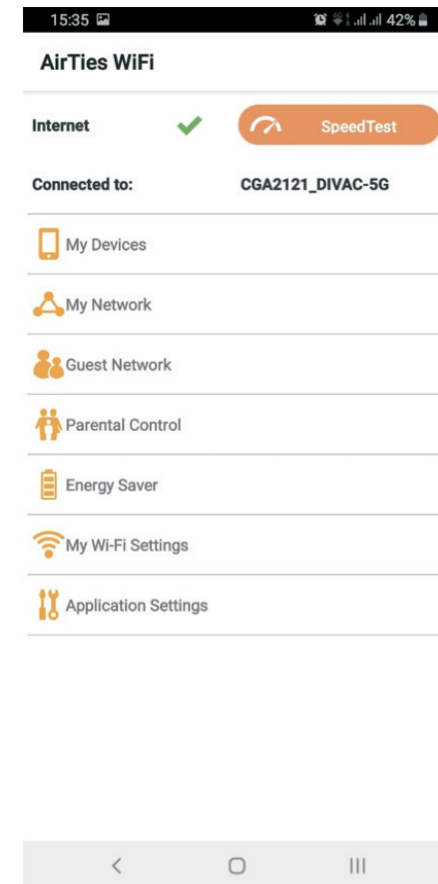 15:35 42%
AirTies WiFi
Internet SpeedTest
Connected to: CGA2121_DIVAC-5G
My Devices
My Network
Guest Network
Parental Control
Energy Saver
My Wi-Fi Settings
Application Settings